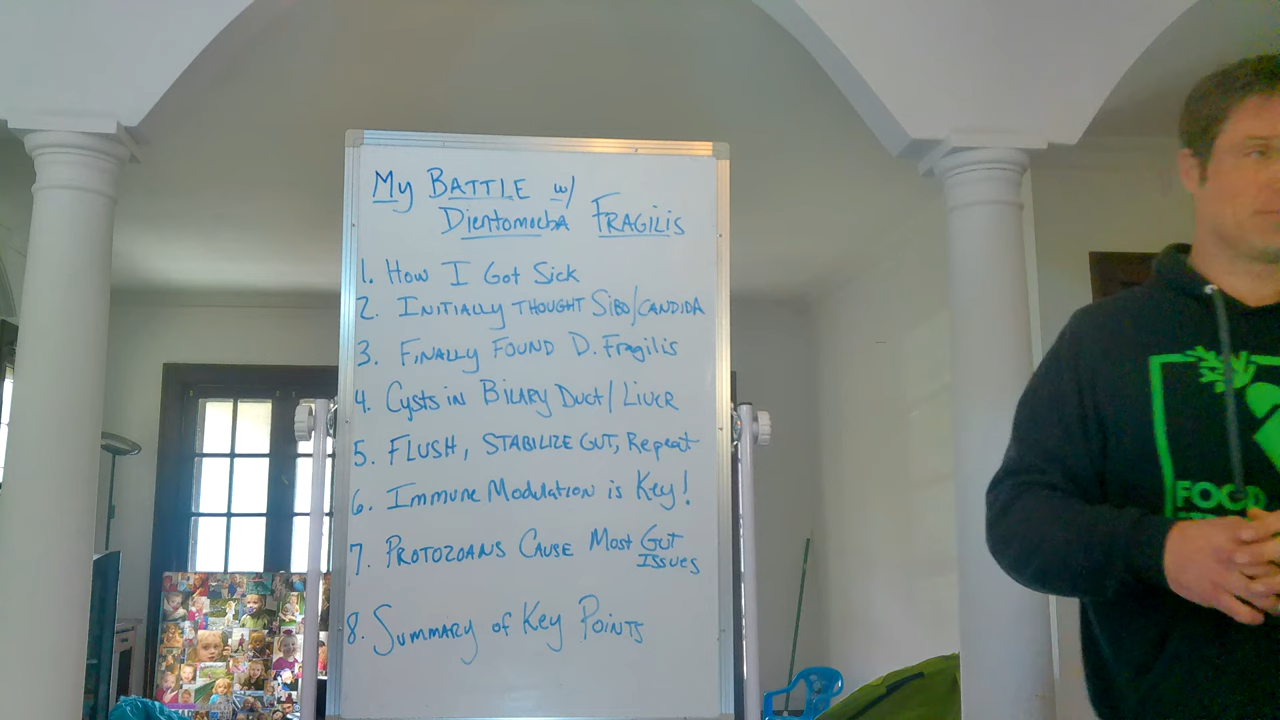 My BATTLE w/
Dientomoeba FRAGILIS
1. How I Got Sick
2. INITIALLY THOUGHT SIBO/CANDIDA
3. FINALLY FOUND D. Fragilis
4. Cysts in BILARY Duct/LIVER
5. FLUSH, STABILIZE GUT, Repeat
6. Immune Modulation is Key!
7. PROTOZOANS CAUSE Most GUT
ISSUES
8. SUMMARY of Key POINTS
FOOD